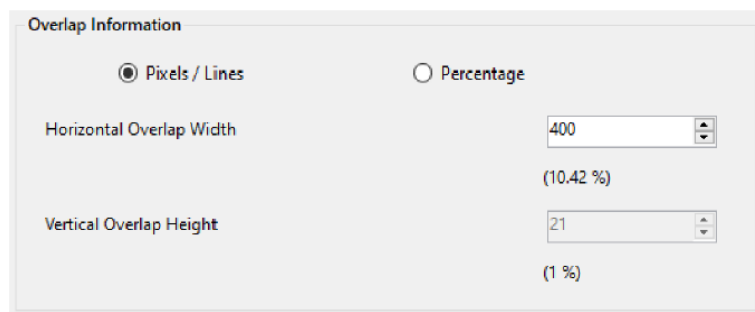 Overlap Information
Pixels / Lines Percentage
Horizontal Overlap Width 400
(10.42 %)
Vertical Overlap Height 21
(1 %)